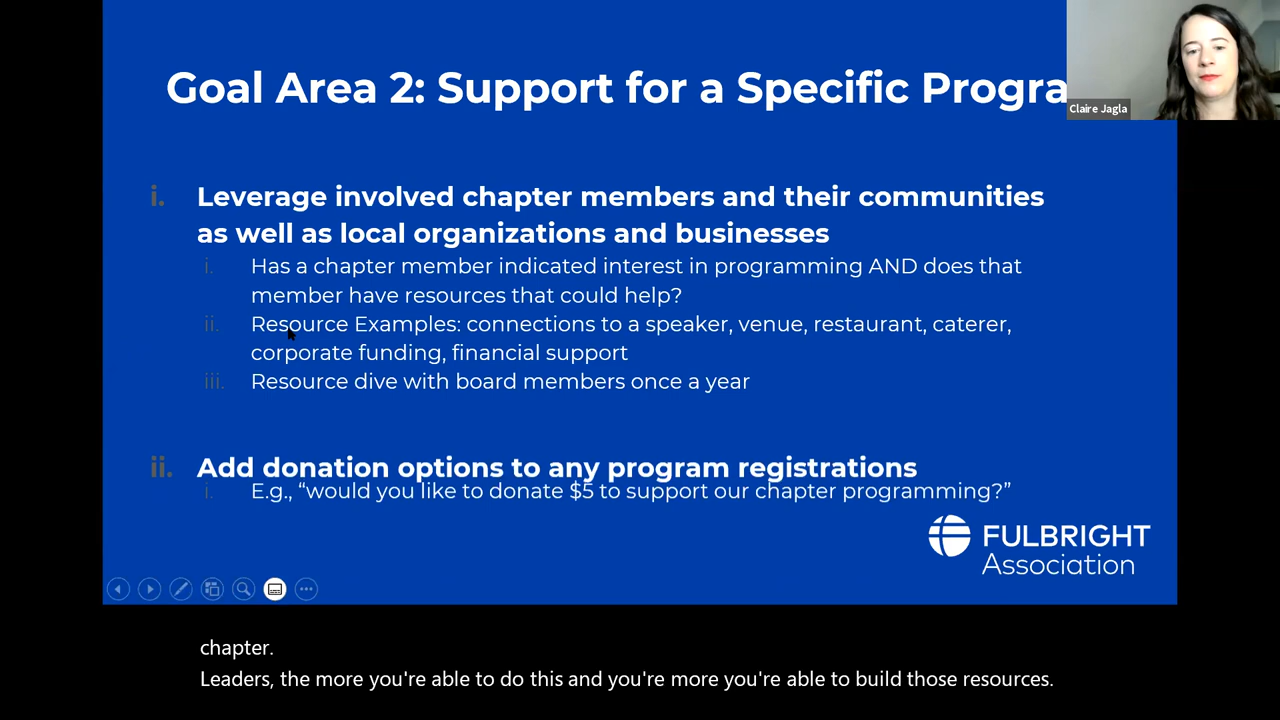 Goal Area 2: Support for a Specific Progra
Claire Jagla
i. Leverage involved chapter members and their communities
as well as local organizations and businesses
i. Has a chapter member indicated interest in programming AND does that
member have resources that could help?
ii. Resource Examples: connections to a speaker, venue, restaurant, caterer,
corporate funding, financial support
iii. Resource dive with board members once a year
ii. Add donation options to any program registrations
i. E.g., “would you like to donate $5 to support our chapter programming?”
FULBRIGHT
Association
chapter.
Leaders, the more you're able to do this and you're more you're able to build those resources.